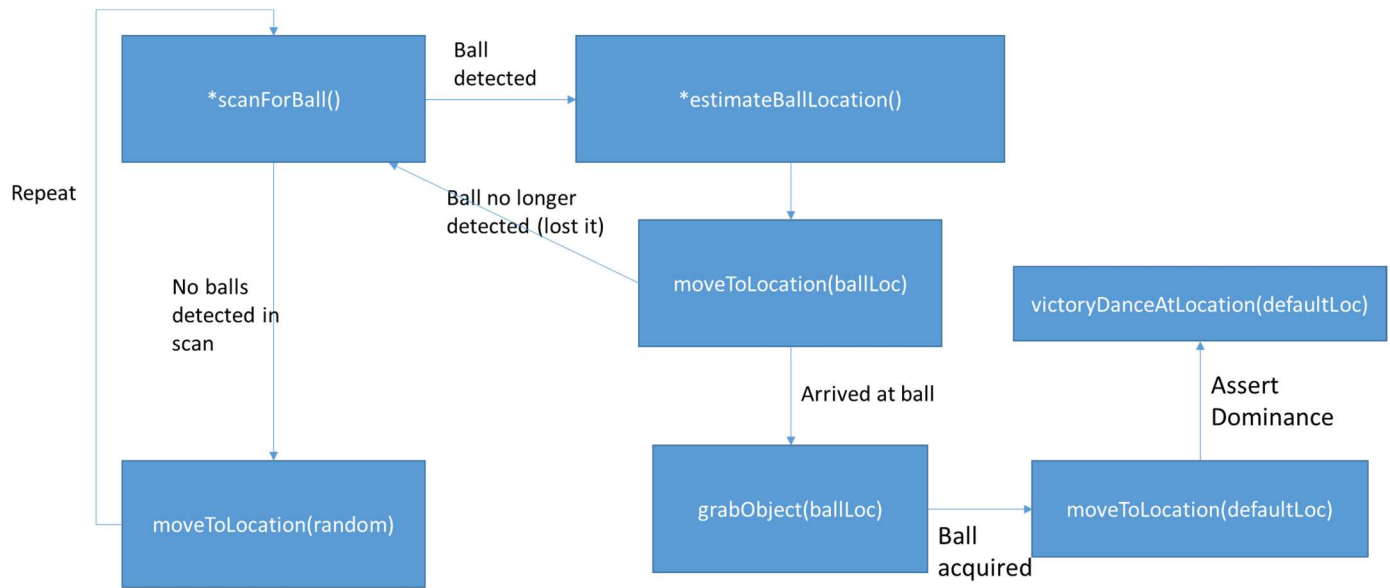 *scanForBall()
Ball
detected
*estimateBallLocation()
Repeat
Ball no longer
detected (lost it)
moveToLocation(ballLoc)
No balls
detected in
scan
victoryDanceAtLocation(defaultLoc)
Arrived at ball
Assert
Dominance
moveToLocation(random)
grabObject(ballLoc)
Ball
acquired
moveToLocation(defaultLoc)